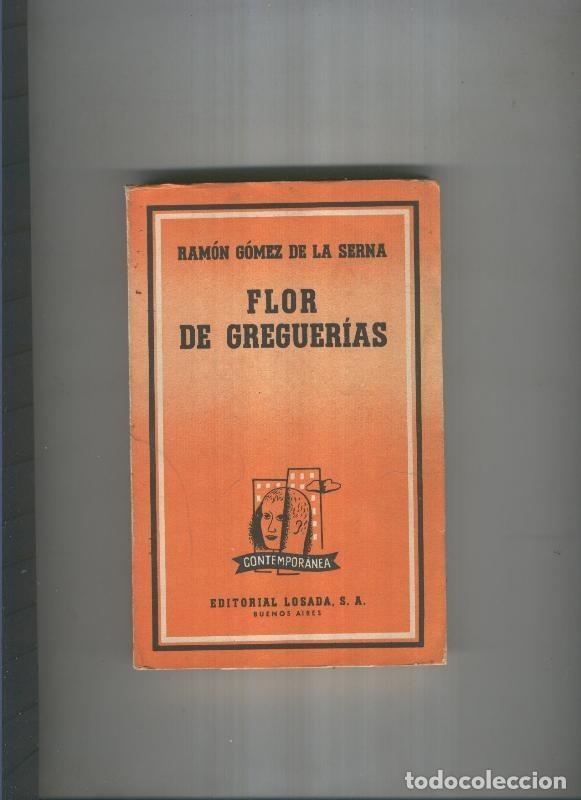 RAMÓN GÓMEZ DE LA SERNA
FLOR
DE GREGUERÍAS
CONTEMPORÁNEA
EDITORIAL LOSADA, S. A.
BUENOS AIRES
todocoleccion